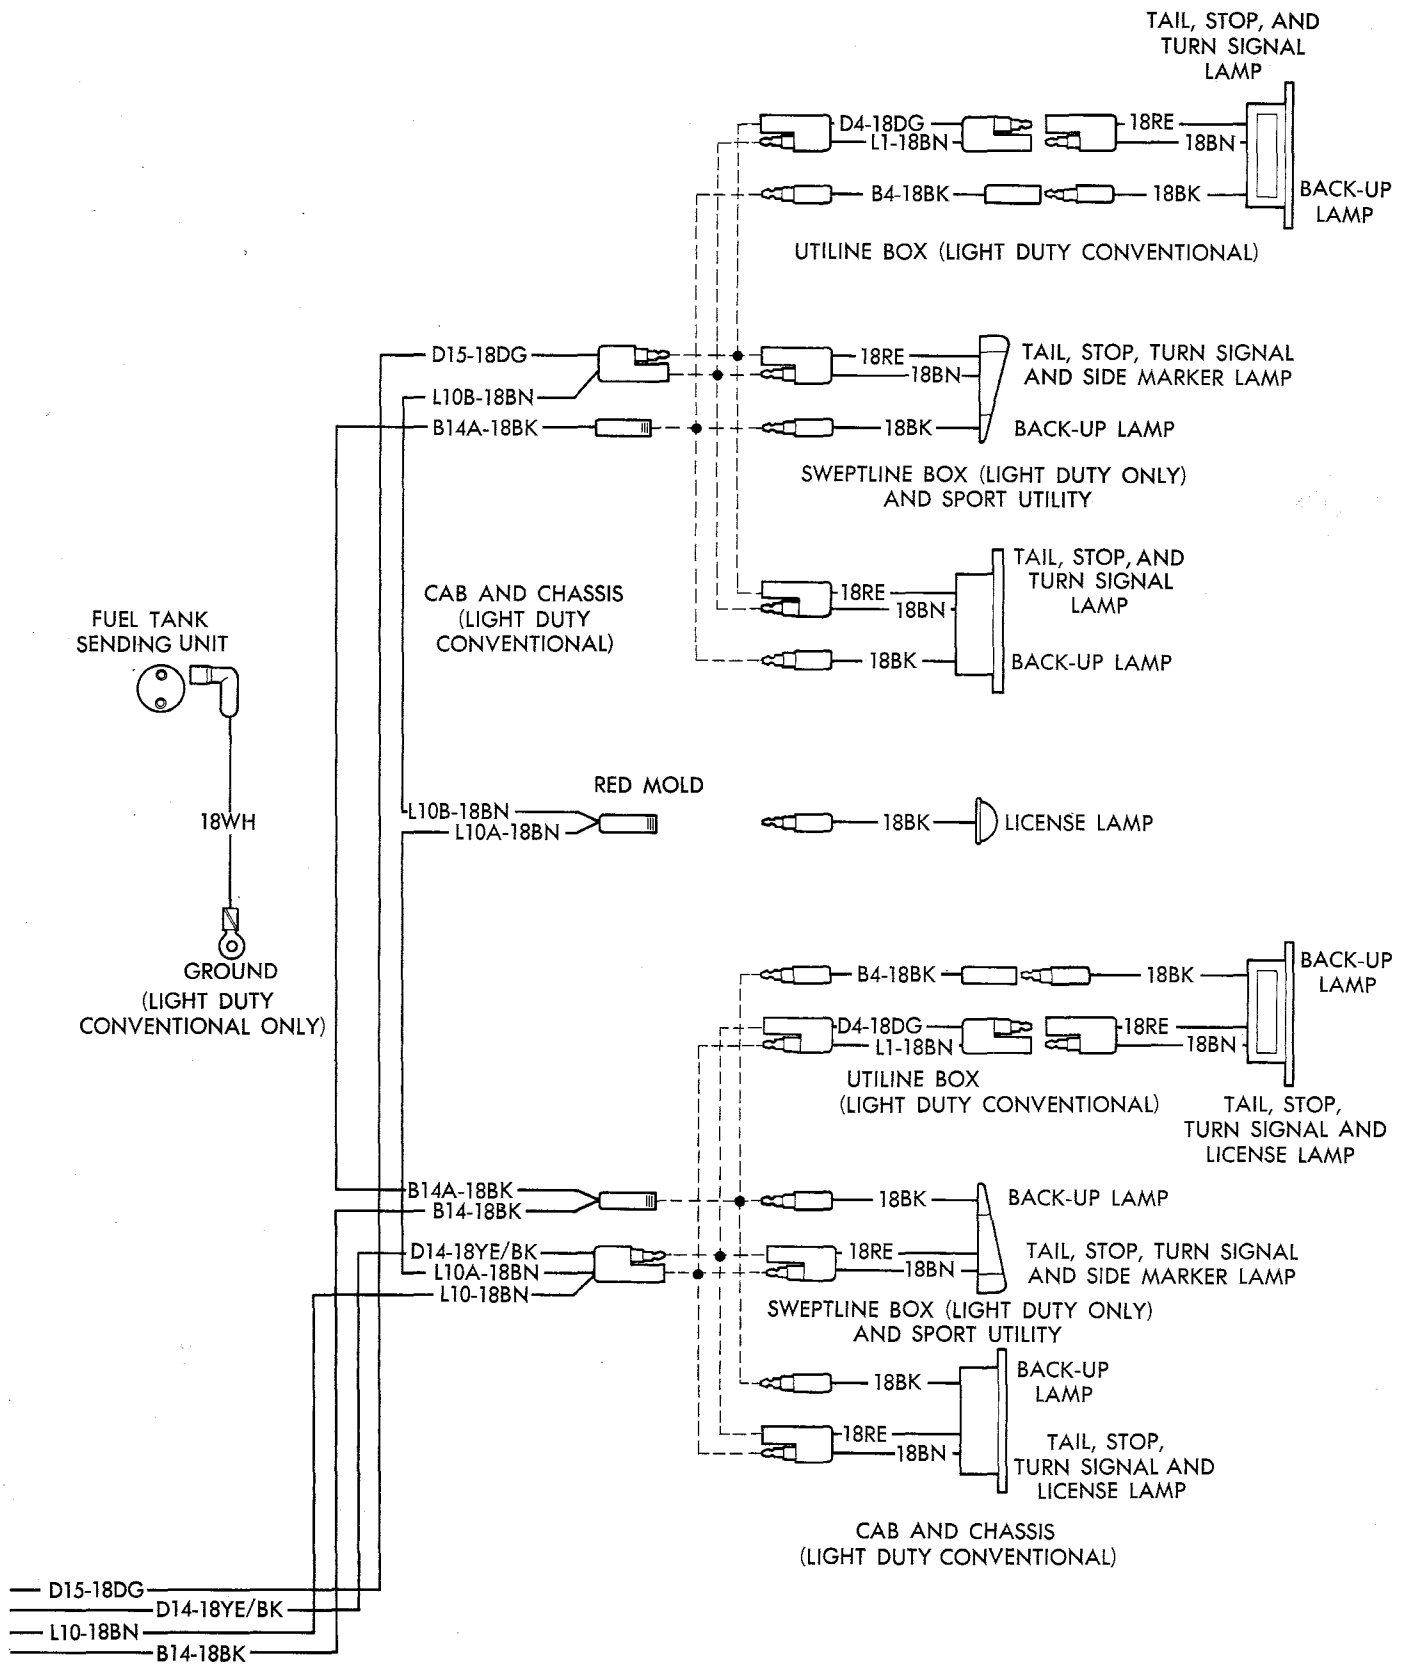 TAIL, STOP, AND
TURN SIGNAL
LAMP
D4-18DG
18RE
L1-18BN
18BN
B4-18BK
18BK
BACK-UP
LAMP
UTILINE BOX (LIGHT DUTY CONVENTIONAL)
D15-18DG
18RE
TAIL, STOP, TURN SIGNAL
AND SIDE MARKER LAMP
18BN
L10B-18BN
B14A-18BK
18BK
BACK-UP LAMP
SWEPTLINE BOX (LIGHT DUTY ONLY)
AND SPORT UTILITY
TAIL, STOP, AND
TURN SIGNAL
LAMP
CAB AND CHASSIS
(LIGHT DUTY
CONVENTIONAL)
18RE
18BN
18BK
BACK-UP LAMP
FUEL TANK
SENDING UNIT
18WH
GROUND
(LIGHT DUTY
CONVENTIONAL ONLY)
RED MOLD
L10B-18BN
L10A-18BN
18BK
LICENSE LAMP
B4-18BK
18BK
BACK-UP
LAMP
D4-18DG
18RE
L1-18BN
18BN
UTILINE BOX
(LIGHT DUTY CONVENTIONAL)
TAIL, STOP,
TURN SIGNAL AND
LICENSE LAMP
B14A-18BK
B14-18BK
18BK
BACK-UP LAMP
D14-18YE/BK
L10A-18BN
L10-18BN
18RE
18BN
TAIL, STOP, TURN SIGNAL
AND SIDE MARKER LAMP
SWEPTLINE BOX (LIGHT DUTY ONLY)
AND SPORT UTILITY
18BK
BACK-UP
LAMP
18RE
18BN
TAIL, STOP,
TURN SIGNAL AND
LICENSE LAMP
CAB AND CHASSIS
(LIGHT DUTY CONVENTIONAL)
D15-18DG
D14-18YE/BK
L10-18BN
B14-18BK